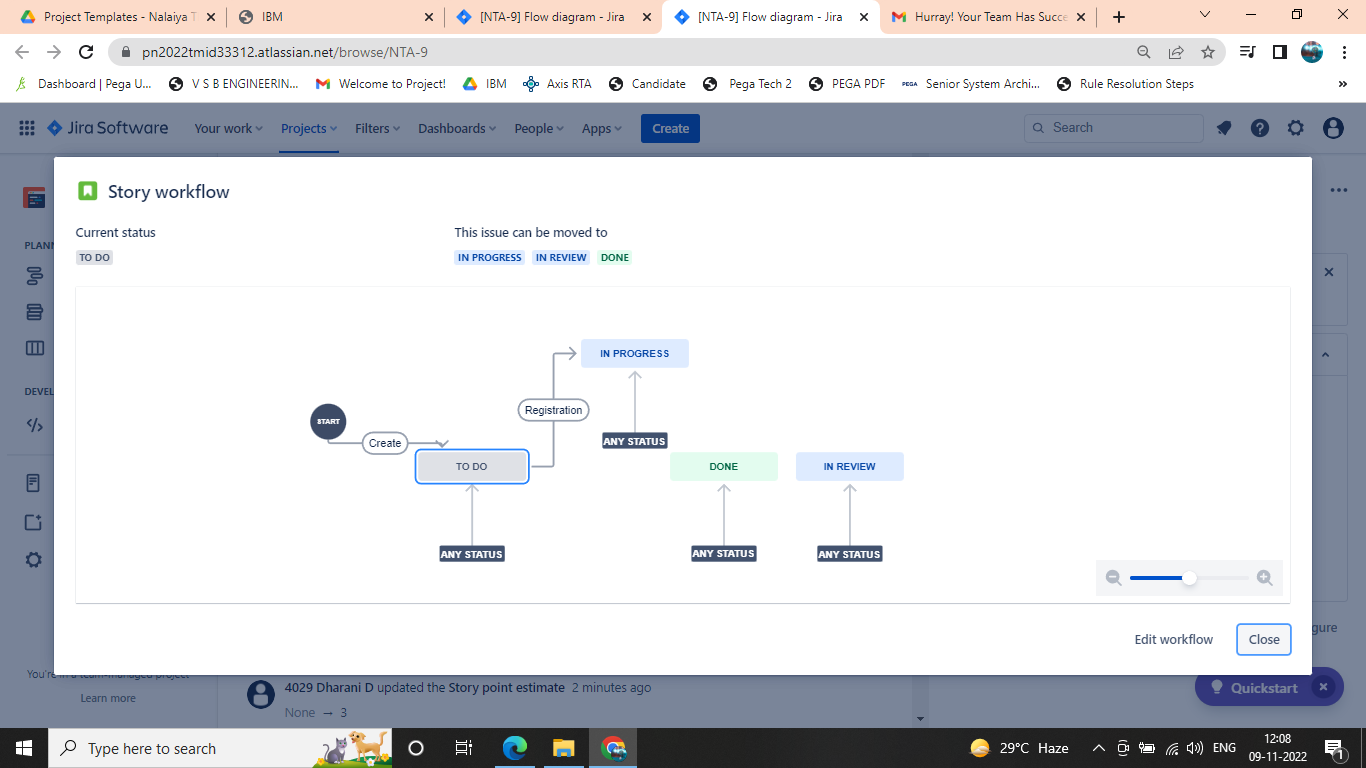 Project Templates - Nalaiya T
IBM
[NTA-9] Flow diagram - Jira
[NTA-9] Flow diagram - Jira
Hurray! Your Team Has Succe
pn2022tmid33312.atlassian.net/browse/NTA-9
Dashboard | Pega U...
V S B ENGINEERIN...
Welcome to Project!
IBM
Axis RTA
Candidate
Pega Tech 2
PEGA PDF
PEGA Senior System Archi...
Rule Resolution Steps
»
Jira Software
Your work
Projects
Filters
Dashboards
People
Apps
Create
Search
Story workflow
PLANN
Current status
This issue can be moved to
TO DO
IN PROGRESS
IN REVIEW
DONE
IN PROGRESS
DEVEL
Registration
START
Create
ANY STATUS
TO DO
DONE
IN REVIEW
ANY STATUS
ANY STATUS
ANY STATUS
gure
Edit workflow
Close
You're in a team-managed project
Learn more
4029 Dharani D updated the Story point estimate 2 minutes ago
None → 3
Quickstart
Type here to search
29°C Haze
ENG
12:08
09-11-2022
1